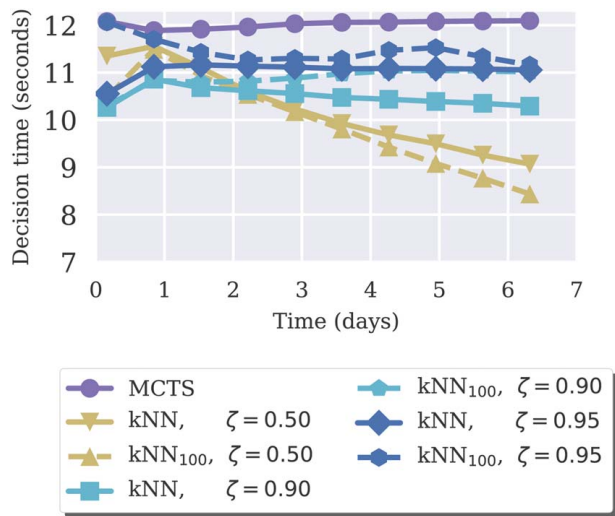 Decision time (seconds)
12
11
10
9
8
7
0 1 2 3 4 5 6 7
Time (days)
MCTS
kNN, ζ = 0.50
kNN₁₀₀, ζ = 0.50
kNN, ζ = 0.90
kNN₁₀₀, ζ = 0.90
kNN, ζ = 0.95
kNN₁₀₀, ζ = 0.95